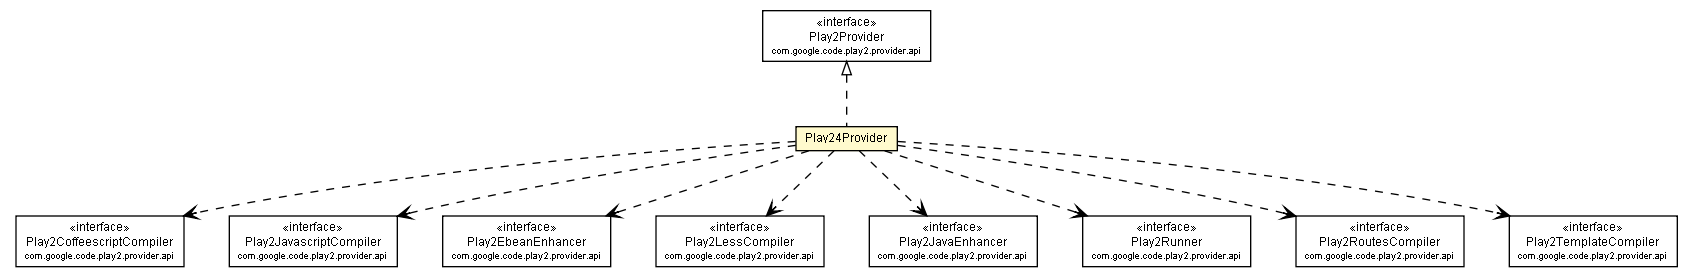 «interface»
Play2Provider
com.google.code.play2.provider.api
Play24Provider
«interface»
Play2CoffeescriptCompiler
com.google.code.play2.provider.api
«interface»
Play2JavascriptCompiler
com.google.code.play2.provider.api
«interface»
Play2EbeanEnhancer
com.google.code.play2.provider.api
«interface»
Play2LessCompiler
com.google.code.play2.provider.api
«interface»
Play2JavaEnhancer
com.google.code.play2.provider.api
«interface»
Play2Runner
com.google.code.play2.provider.api
«interface»
Play2RoutesCompiler
com.google.code.play2.provider.api
«interface»
Play2TemplateCompiler
com.google.code.play2.provider.api